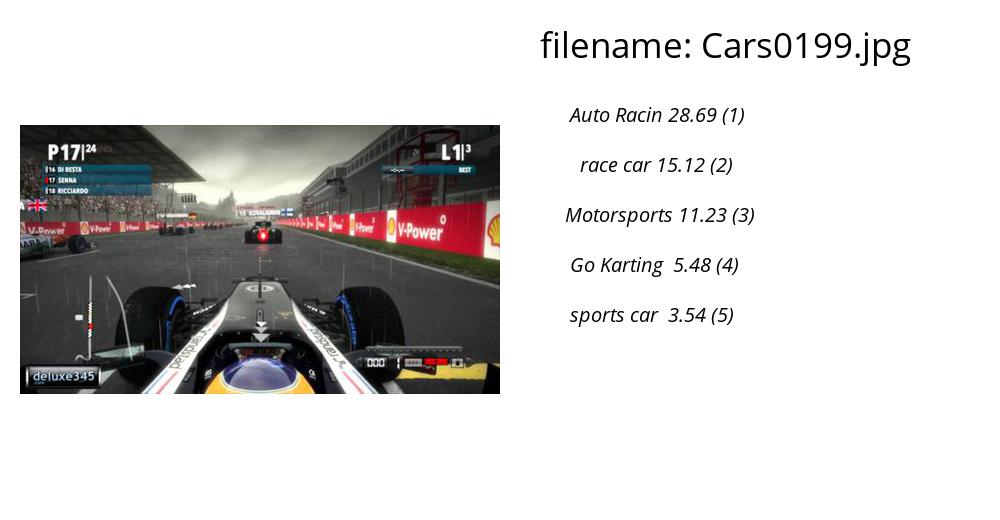 filename: Cars0199.jpg
Auto Racin 28.69 (1)
race car 15.12 (2)
Motorsports 11.23 (3)
Go Karting 5.48 (4)
sports car 3.54 (5)
P17|24
L1|3
16 DI RESTA
17 SENNA
18 RICCIARDO
--:--.-- BEST
15 KOVALAINEN
V-Power
V-Power
V-Power
deluxe345